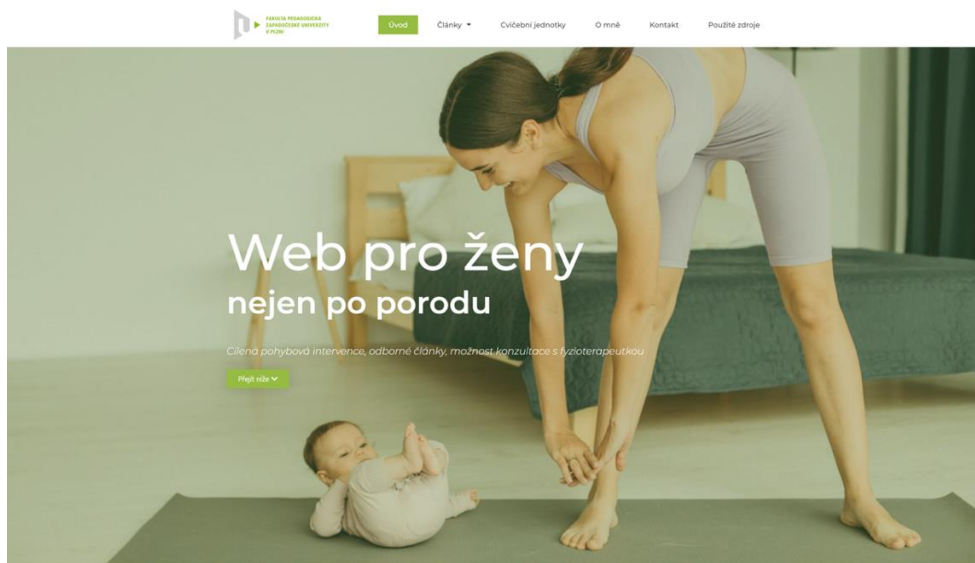 FAKULTA PEDAGOGICKÁ
ZÁPADOČESKÉ UNIVERZITY
V PLZNI
Úvod Články Cvičební jednotky O mně Kontakt Použité zdroje
Web pro ženy
nejen po porodu
Cílená pohybová intervence, odborné články, možnost konzultace s fyzioterapeutkou
Přejít níže